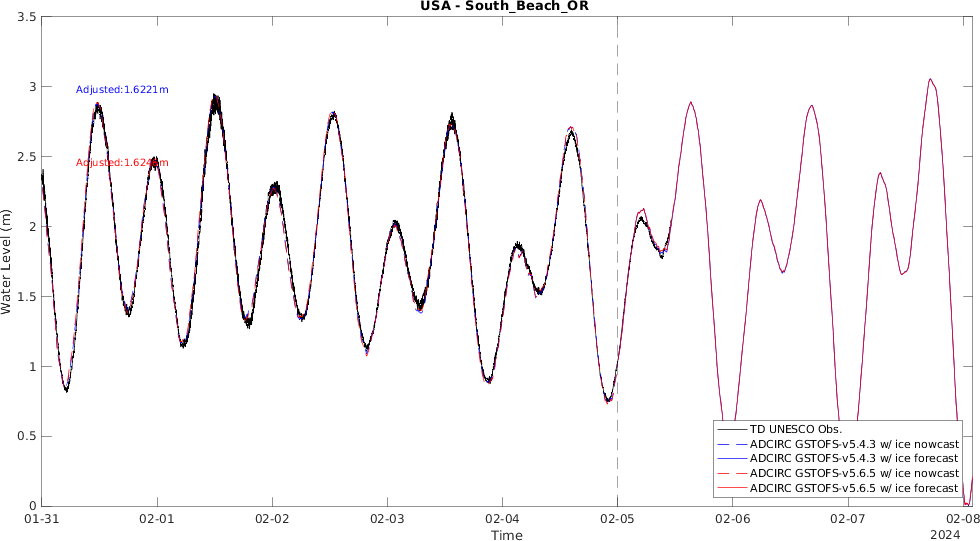 USA - South_Beach_OR
3.5
3
2.5
2
1.5
1
0.5
0
Water Level (m)
Adjusted:1.6221m
01-31
02-01
02-02
02-03
02-04
02-05
02-06
02-07
02-08
2024
Time
TD UNESCO Obs.
ADCIRC GSTOFS-v5.4.3 w/ ice nowcast
ADCIRC GSTOFS-v5.4.3 w/ ice forecast
ADCIRC GSTOFS-v5.6.5 w/ ice nowcast
ADCIRC GSTOFS-v5.6.5 w/ ice forecast